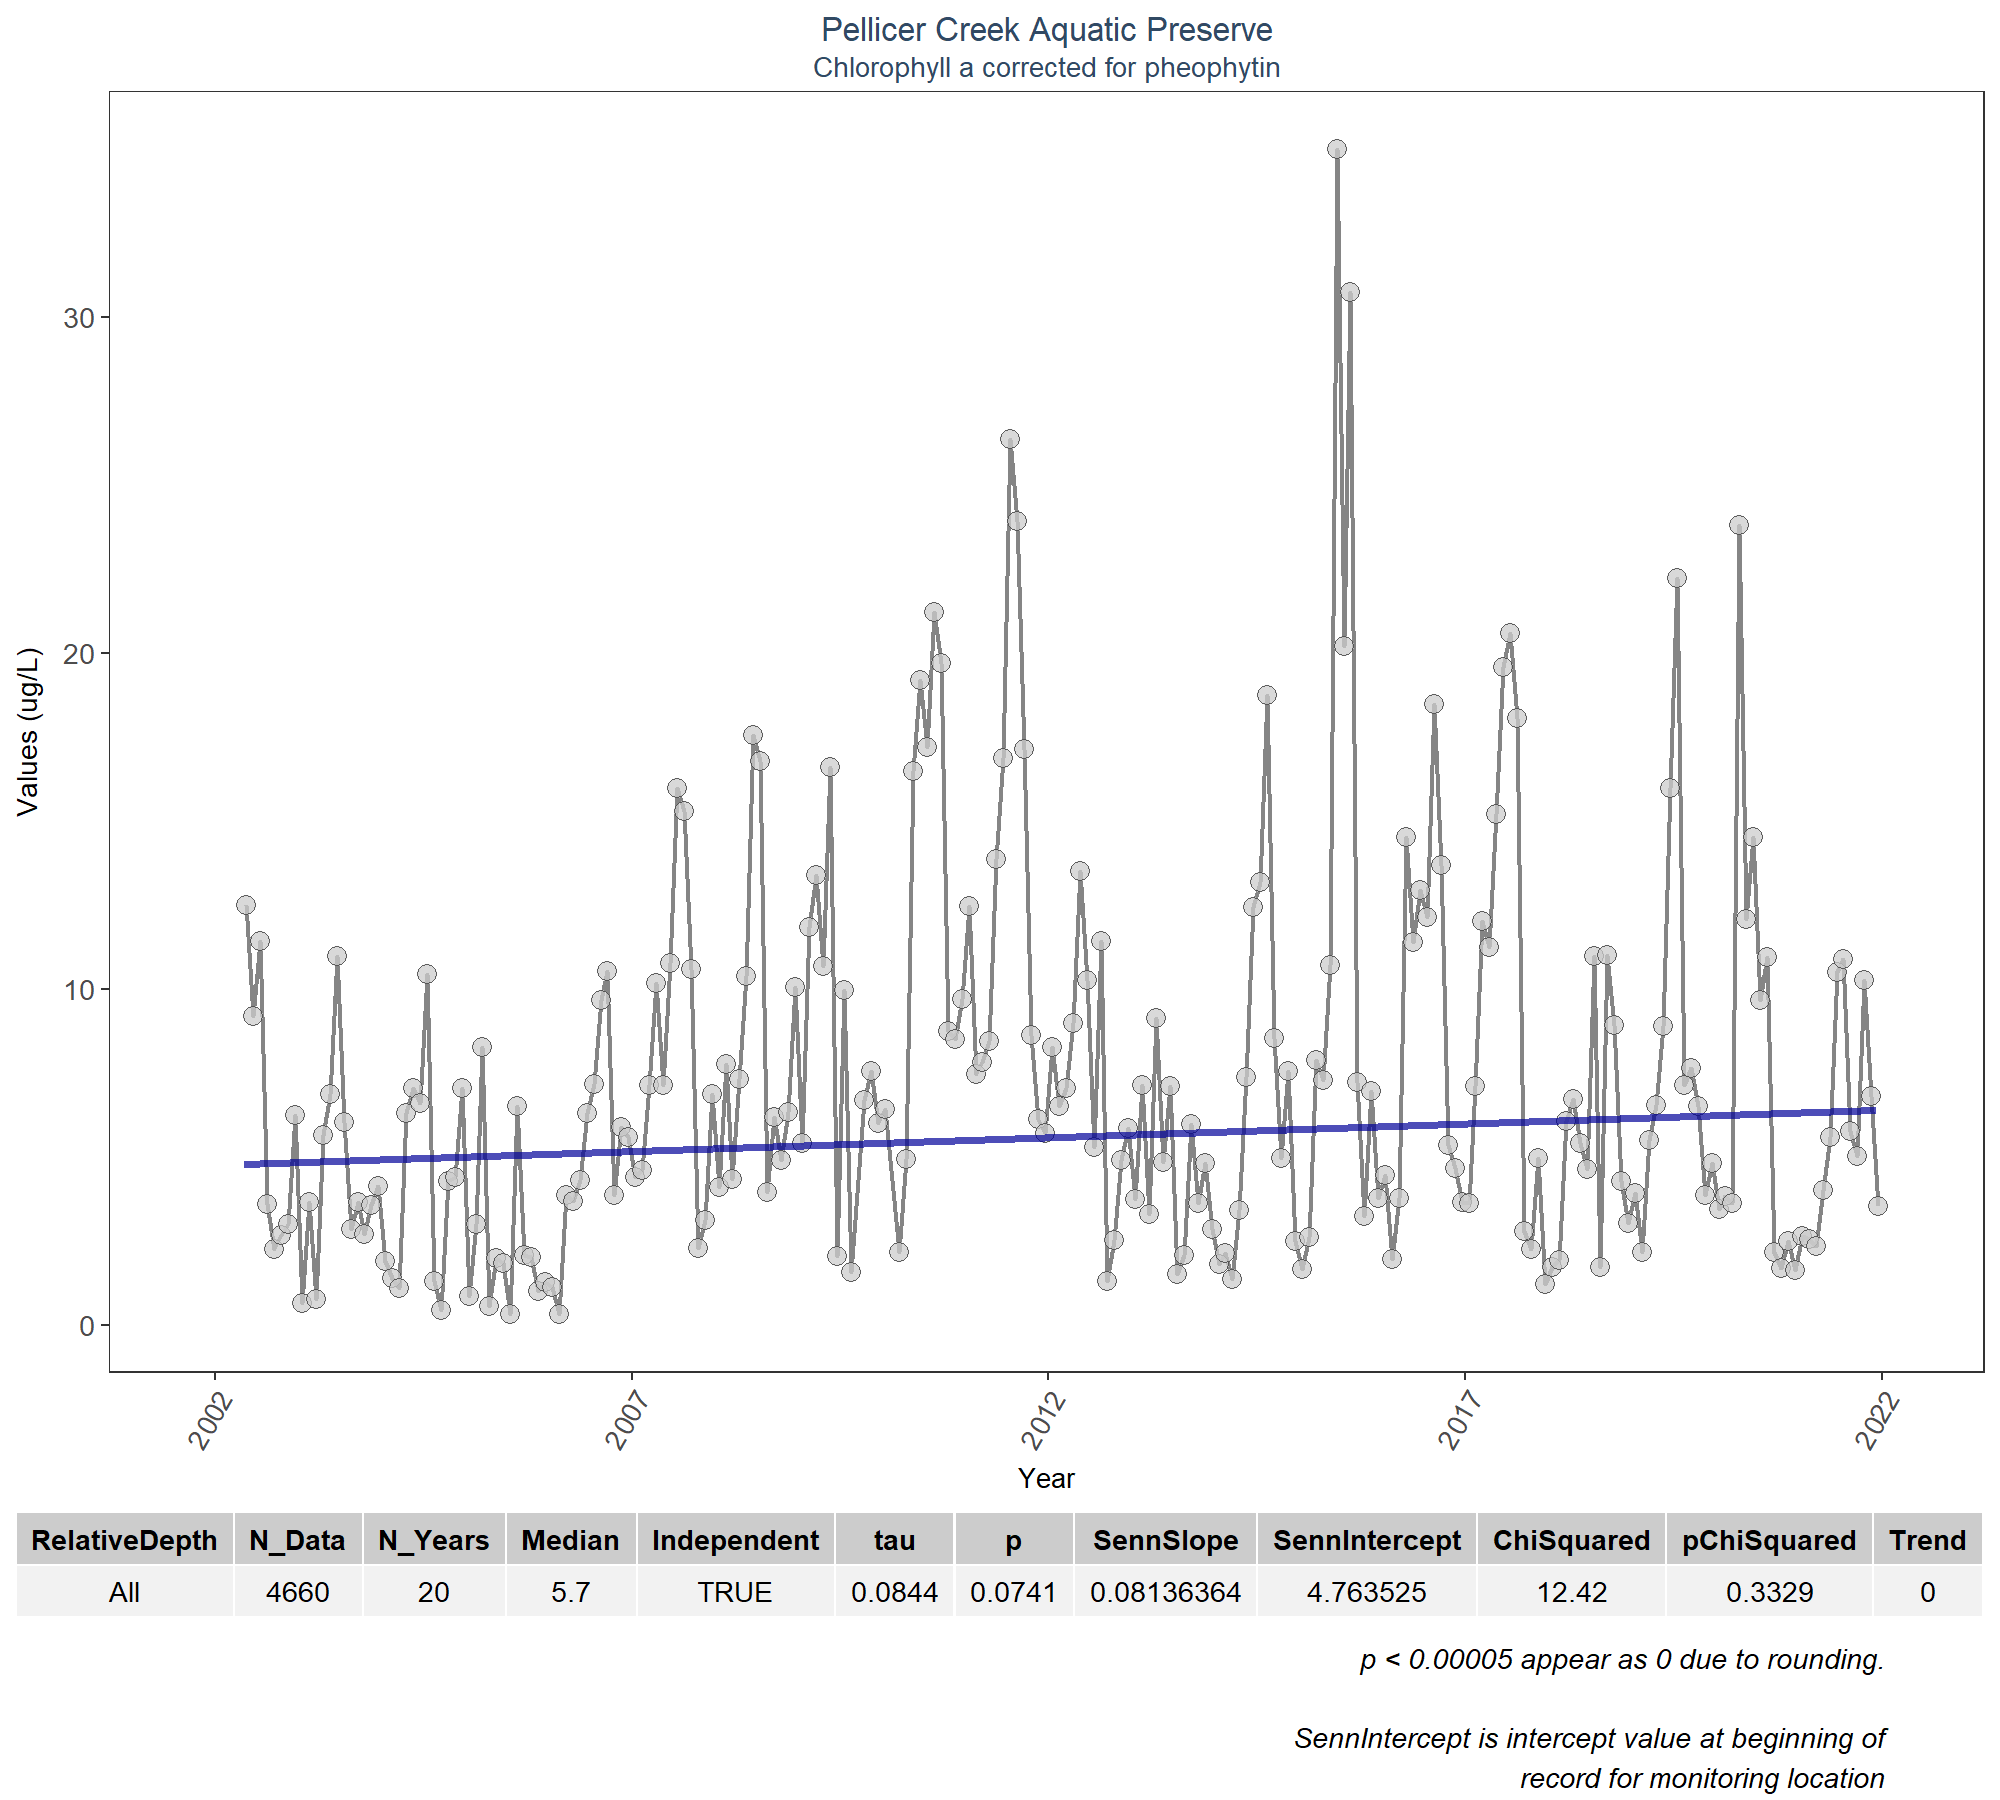 Pellicer Creek Aquatic Preserve
Chlorophyll a corrected for pheophytin
Values (ug/L)
30
20
10
0
2002 2007 2012 2017 2022
Year
RelativeDepth N_Data N_Years Median Independent tau p SennSlope SennIntercept ChiSquared pChiSquared Trend
All 4660 20 5.7 TRUE 0.0844 0.0741 0.08136364 4.763525 12.42 0.3329 0
p < 0.00005 appear as 0 due to rounding.
SennIntercept is intercept value at beginning of
record for monitoring location